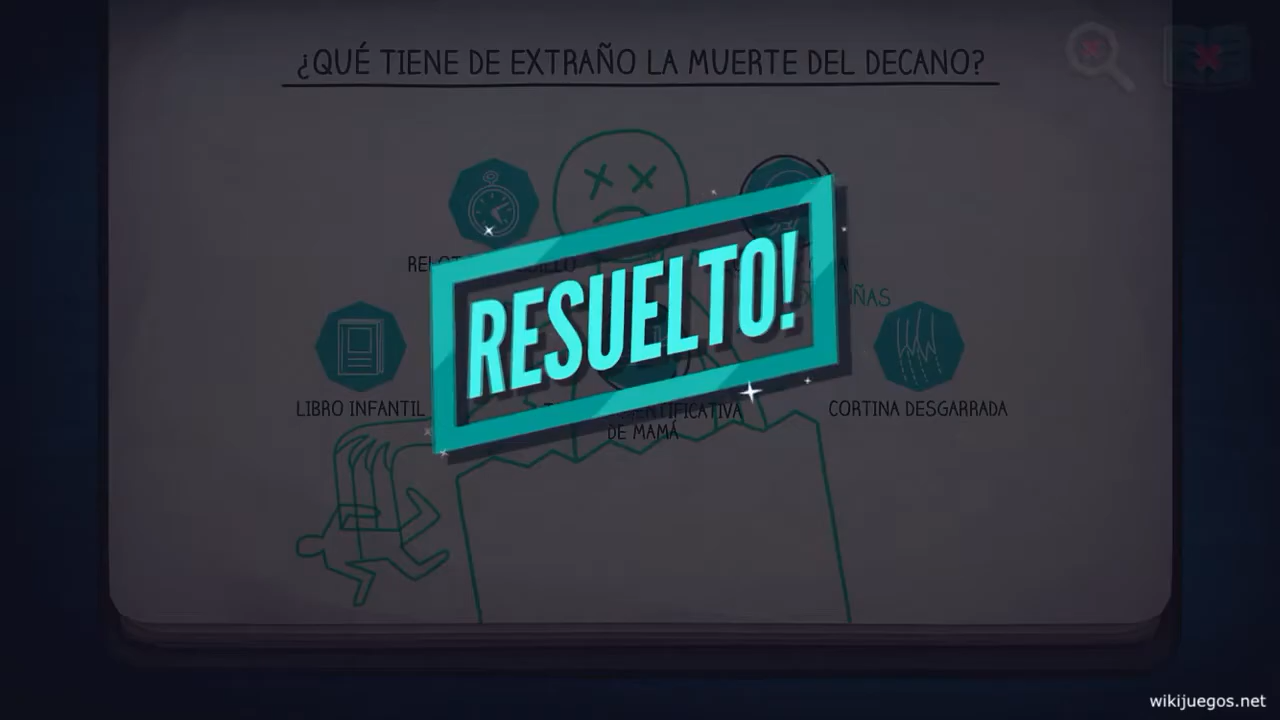 ¿QUÉ TIENE DE EXTRAÑO LA MUERTE DEL DECANO?
RESUELTO!
LIBRO INFANTIL
CORTINA DESGARRADA
DE MAMÁ
wikijuegos.net